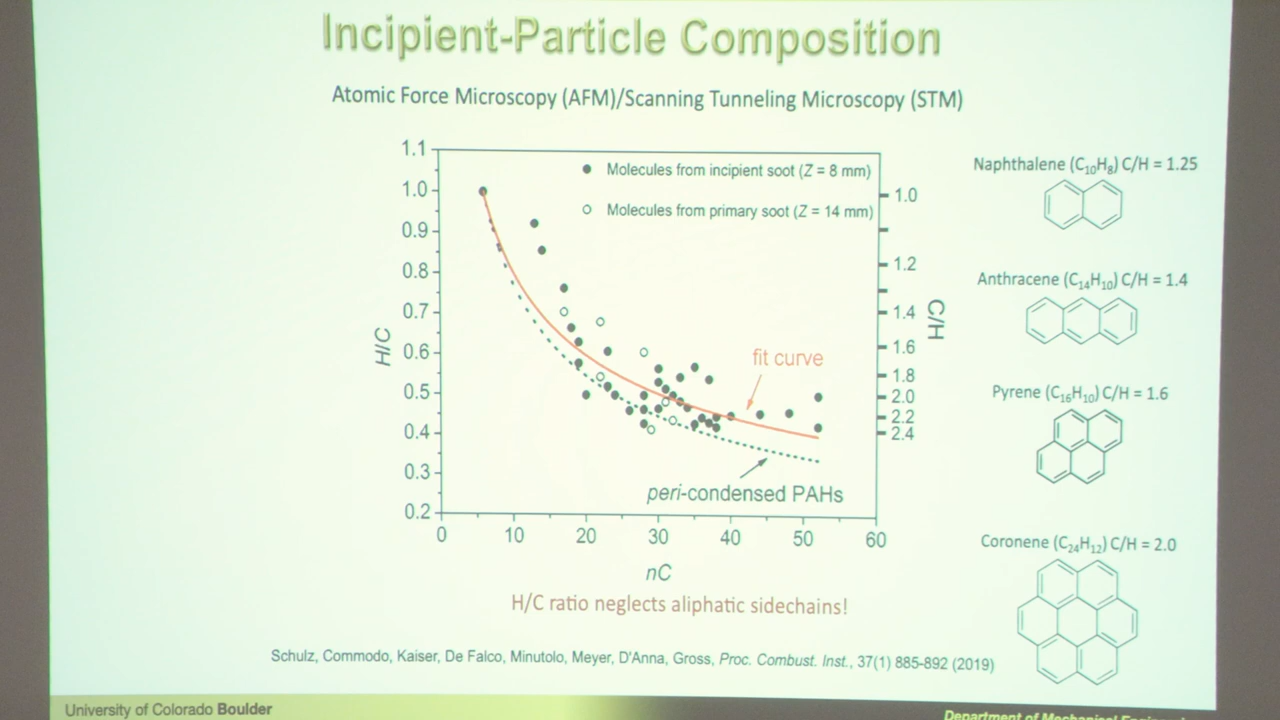 Incipient-Particle Composition
Atomic Force Microscopy (AFM)/Scanning Tunneling Microscopy (STM)
1.1
1.0
0.9
0.8
0.7
0.6
0.5
0.4
0.3
0.2
H/C
Molecules from incipient soot (Z = 8 mm)
Molecules from primary soot (Z = 14 mm)
fit curve
peri-condensed PAHs
1.0
1.2
1.4
1.6
1.8
2.0
2.2
2.4
C/H
0 10 20 30 40 50 60
nC
H/C ratio neglects aliphatic sidechains!
Naphthalene (C₁₀H₈) C/H = 1.25
Anthracene (C₁₄H₁₀) C/H = 1.4
Pyrene (C₁₆H₁₀) C/H = 1.6
Coronene (C₂₄H₁₂) C/H = 2.0
Schulz, Commodo, Kaiser, De Falco, Minutolo, Meyer, D'Anna, Gross, Proc. Combust. Inst., 37(1) 885-892 (2019)
University of Colorado Boulder
Department of Mechanical